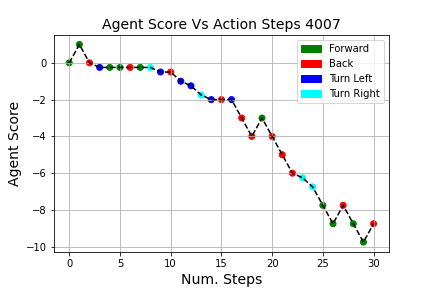 Agent Score Vs Action Steps 4007
Forward
Back
Turn Left
Turn Right
Agent Score
0
−2
−4
−6
−8
−10
0 5 10 15 20 25 30
Num. Steps